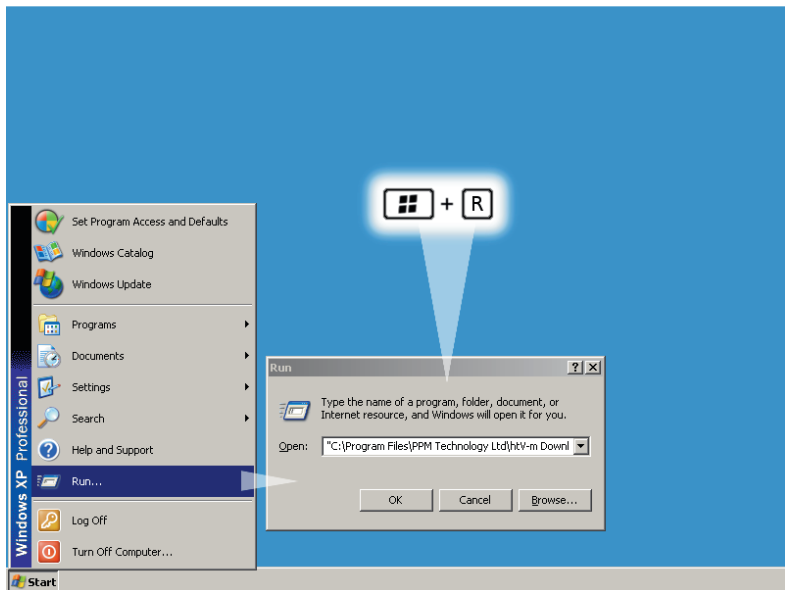 + R
Set Program Access and Defaults
Windows Catalog
Windows Update
Programs
Documents
Settings
Search
Help and Support
Run...
Log Off
Turn Off Computer...
Windows XP Professional
Start
Run
Type the name of a program, folder, document, or
Internet resource, and Windows will open it for you.
Open: "C:\Program Files\PPM Technology Ltd\htV-m Downl
OK Cancel Browse...